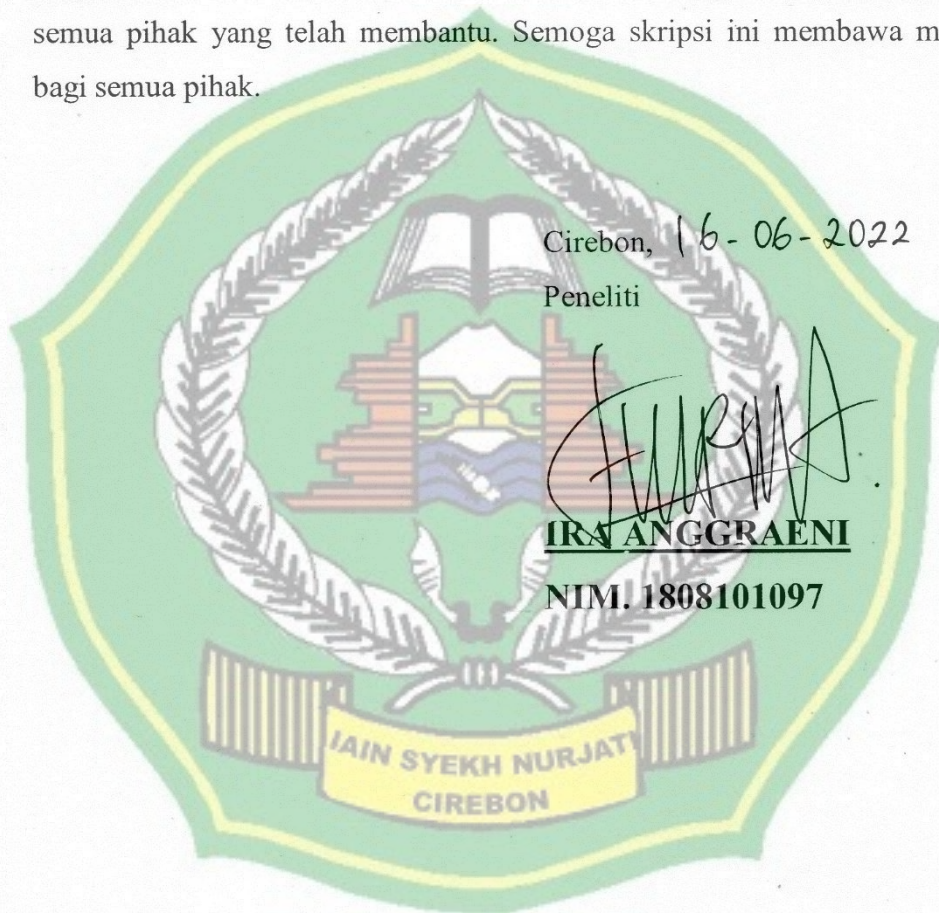 semua pihak yang telah membantu. Semoga skripsi ini membawa m
bagi semua pihak.
Cirebon, 16-06-2022
Peneliti
IRA ANGGRAENI
NIM. 1808101097
IAIN SYEKH NURJATI
CIREBON